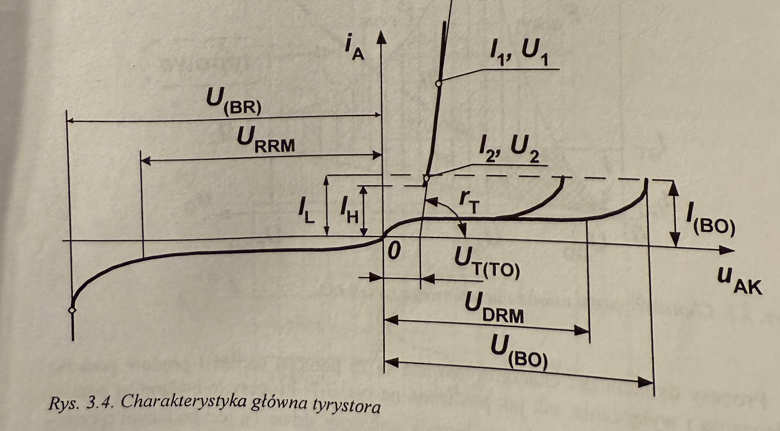 i_A
I_1, U_1
U_(BR)
U_RRM
I_2, U_2
I_L
I_H
r_T
I_(BO)
0
U_T(TO)
u_AK
U_DRM
U_(BO)
Rys. 3.4. Charakterystyka główna tyrystora